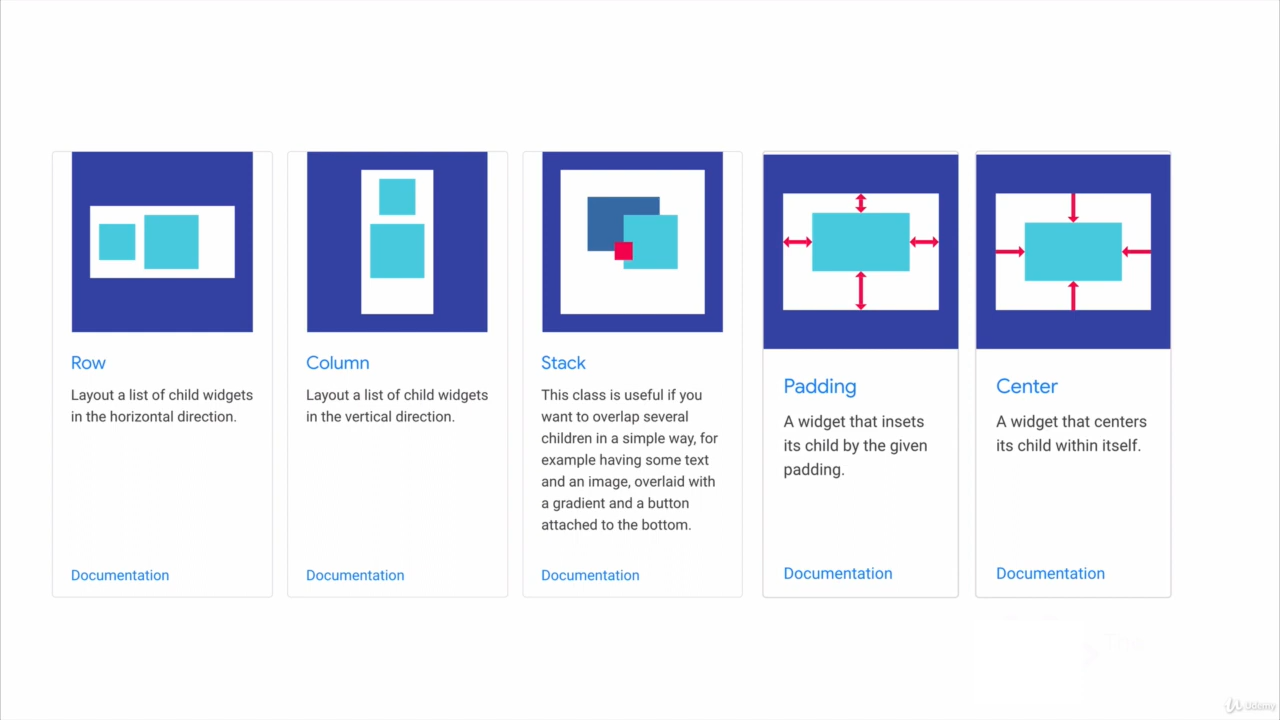 Row
Layout a list of child widgets
in the horizontal direction.
Documentation
Column
Layout a list of child widgets
in the vertical direction.
Documentation
Stack
This class is useful if you
want to overlap several
children in a simple way, for
example having some text
and an image, overlaid with
a gradient and a button
attached to the bottom.
Documentation
Padding
A widget that insets
its child by the given
padding.
Documentation
Center
A widget that centers
its child within itself.
Documentation
Udemy